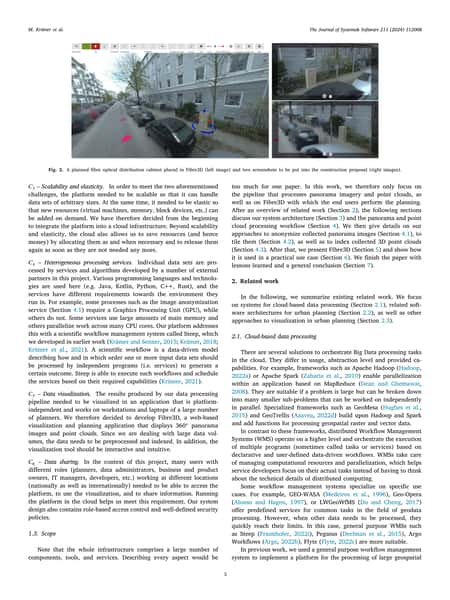 M. Krämer et al.
The Journal of Systems & Software 211 (2024) 112006
Fig. 2. A planned fiber optical distribution cabinet placed in Fibre3D (left image) and two screenshots to be put into the construction proposal (right images).
C₃ – Scalability and elasticity. In order to meet the two aforementioned
challenges, the platform needed to be scalable so that it can handle
data sets of arbitrary sizes. At the same time, it needed to be elastic so
that new resources (virtual machines, memory, block devices, etc.) can
be added on demand. We have therefore decided from the beginning
to integrate the platform into a cloud infrastructure. Beyond scalability
and elasticity, the cloud also allows us to save resources (and hence
money) by allocating them as and when necessary and to release them
again as soon as they are not needed any more.
C₄ – Heterogeneous processing services. Individual data sets are pro-
cessed by services and algorithms developed by a number of external
partners in this project. Various programming languages and technolo-
gies are used here (e.g. Java, Kotlin, Python, C++, Rust), and the
services have different requirements towards the environment they
run in. For example, some processes such as the image anonymization
service (Section 4.1) require a Graphics Processing Unit (GPU), while
others do not. Some services use large amounts of main memory and
others parallelize work across many CPU cores. Our platform addresses
this with a scientific workflow management system called Steep, which
we developed in earlier work (Krämer and Senner, 2015; Krämer, 2018;
Krämer et al., 2021). A scientific workflow is a data-driven model
describing how and in which order one or more input data sets should
be processed by independent programs (i.e. services) to generate a
certain outcome. Steep is able to execute such workflows and schedule
the services based on their required capabilities (Krämer, 2021).
– Data visualization. The results produced by our data processing
pipeline needed to be visualized in an application that is platform-
independent and works on workstations and laptops of a large number
of planners. We therefore decided to develop Fibre3D, a web-based
visualization and planning application that displays 360° panorama
images and point clouds. Since we are dealing with large data vol-
umes, the data needs to be preprocessed and indexed. In addition, the
visualization tool should be interactive and intuitive.
– Data sharing. In the context of this project, many users with
different roles (planners, data administrators, business and product
owners, IT managers, developers, etc.) working at different locations
(nationally as well as internationally) needed to be able to access the
platform, to use the visualization, and to share information. Running
the platform in the cloud helps us meet this requirement. Our system
design also contains role-based access control and well-defined security
policies.
1.3. Scope
Note that the whole infrastructure comprises a large number of
components, tools, and services. Describing every aspect would be
too much for one paper. In this work, we therefore only focus on
the pipeline that processes panorama imagery and point clouds, as
well as on Fibre3D with which the end users perform the planning.
After an overview of related work (Section 2), the following sections
discuss our system architecture (Section 3) and the panorama and point
cloud processing workflow (Section 4). We then give details on our
approaches to anonymize collected panorama images (Section 4.1), to
tile them (Section 4.2), as well as to index collected 3D point clouds
(Section 4.3). After that, we present Fibre3D (Section 5) and show how
it is used in a practical use case (Section 6). We finish the paper with
lessons learned and a general conclusion (Section 7).
2. Related work
In the following, we summarize existing related work. We focus
on systems for cloud-based data processing (Section 2.1), related soft-
ware architectures for urban planning (Section 2.2), as well as other
approaches to visualization in urban planning (Section 2.3).
2.1. Cloud-based data processing
There are several solutions to orchestrate Big Data processing tasks
in the cloud. They differ in usage, abstraction level and provided ca-
pabilities. For example, frameworks such as Apache Hadoop (Hadoop,
2022a) or Apache Spark (Zaharia et al., 2010) enable parallelization
within an application based on MapReduce (Dean and Ghemawat,
2008). They are suitable if a problem is large but can be broken down
into many smaller sub-problems that can be worked on independently
in parallel. Specialized frameworks such as GeoMesa (Hughes et al.,
2015) and GeoTrellis (Atavea, 2022d) build upon Hadoop and Spark
and add functions for processing geospatial raster and vector data.
In contrast to these frameworks, distributed Workflow Management
Systems (WMS) operate on a higher level and orchestrate the execution
of multiple programs (sometimes called tasks or services) based on
declarative and user-defined data-driven workflows. WMSs take care
of managing computational resources and parallelization, which helps
service developers focus on their actual tasks instead of having to think
about the technical details of distributed computing.
Some workflow management systems specialise on specific use
cases. For example, GEO-WASA (Medeiros et al., 1996), Geo-Opera
(Alonso and Hagen, 1997), or LWGeoWfMS (Du and Cheng, 2017)
offer predefined services for common tasks in the field of geodata
processing. However, when other data needs to be processed, they
quickly reach their limits. In this case, general purpose WMSs such
as Steep (Fraunhofer, 2022i), Pegasus (Deelman et al., 2015), Argo
Workflows (Argo, 2022b), Flyte (Flyte, 2022c) are more suitable.
In previous work, we used a general purpose workflow management
system to implement a platform for the processing of large geospatial